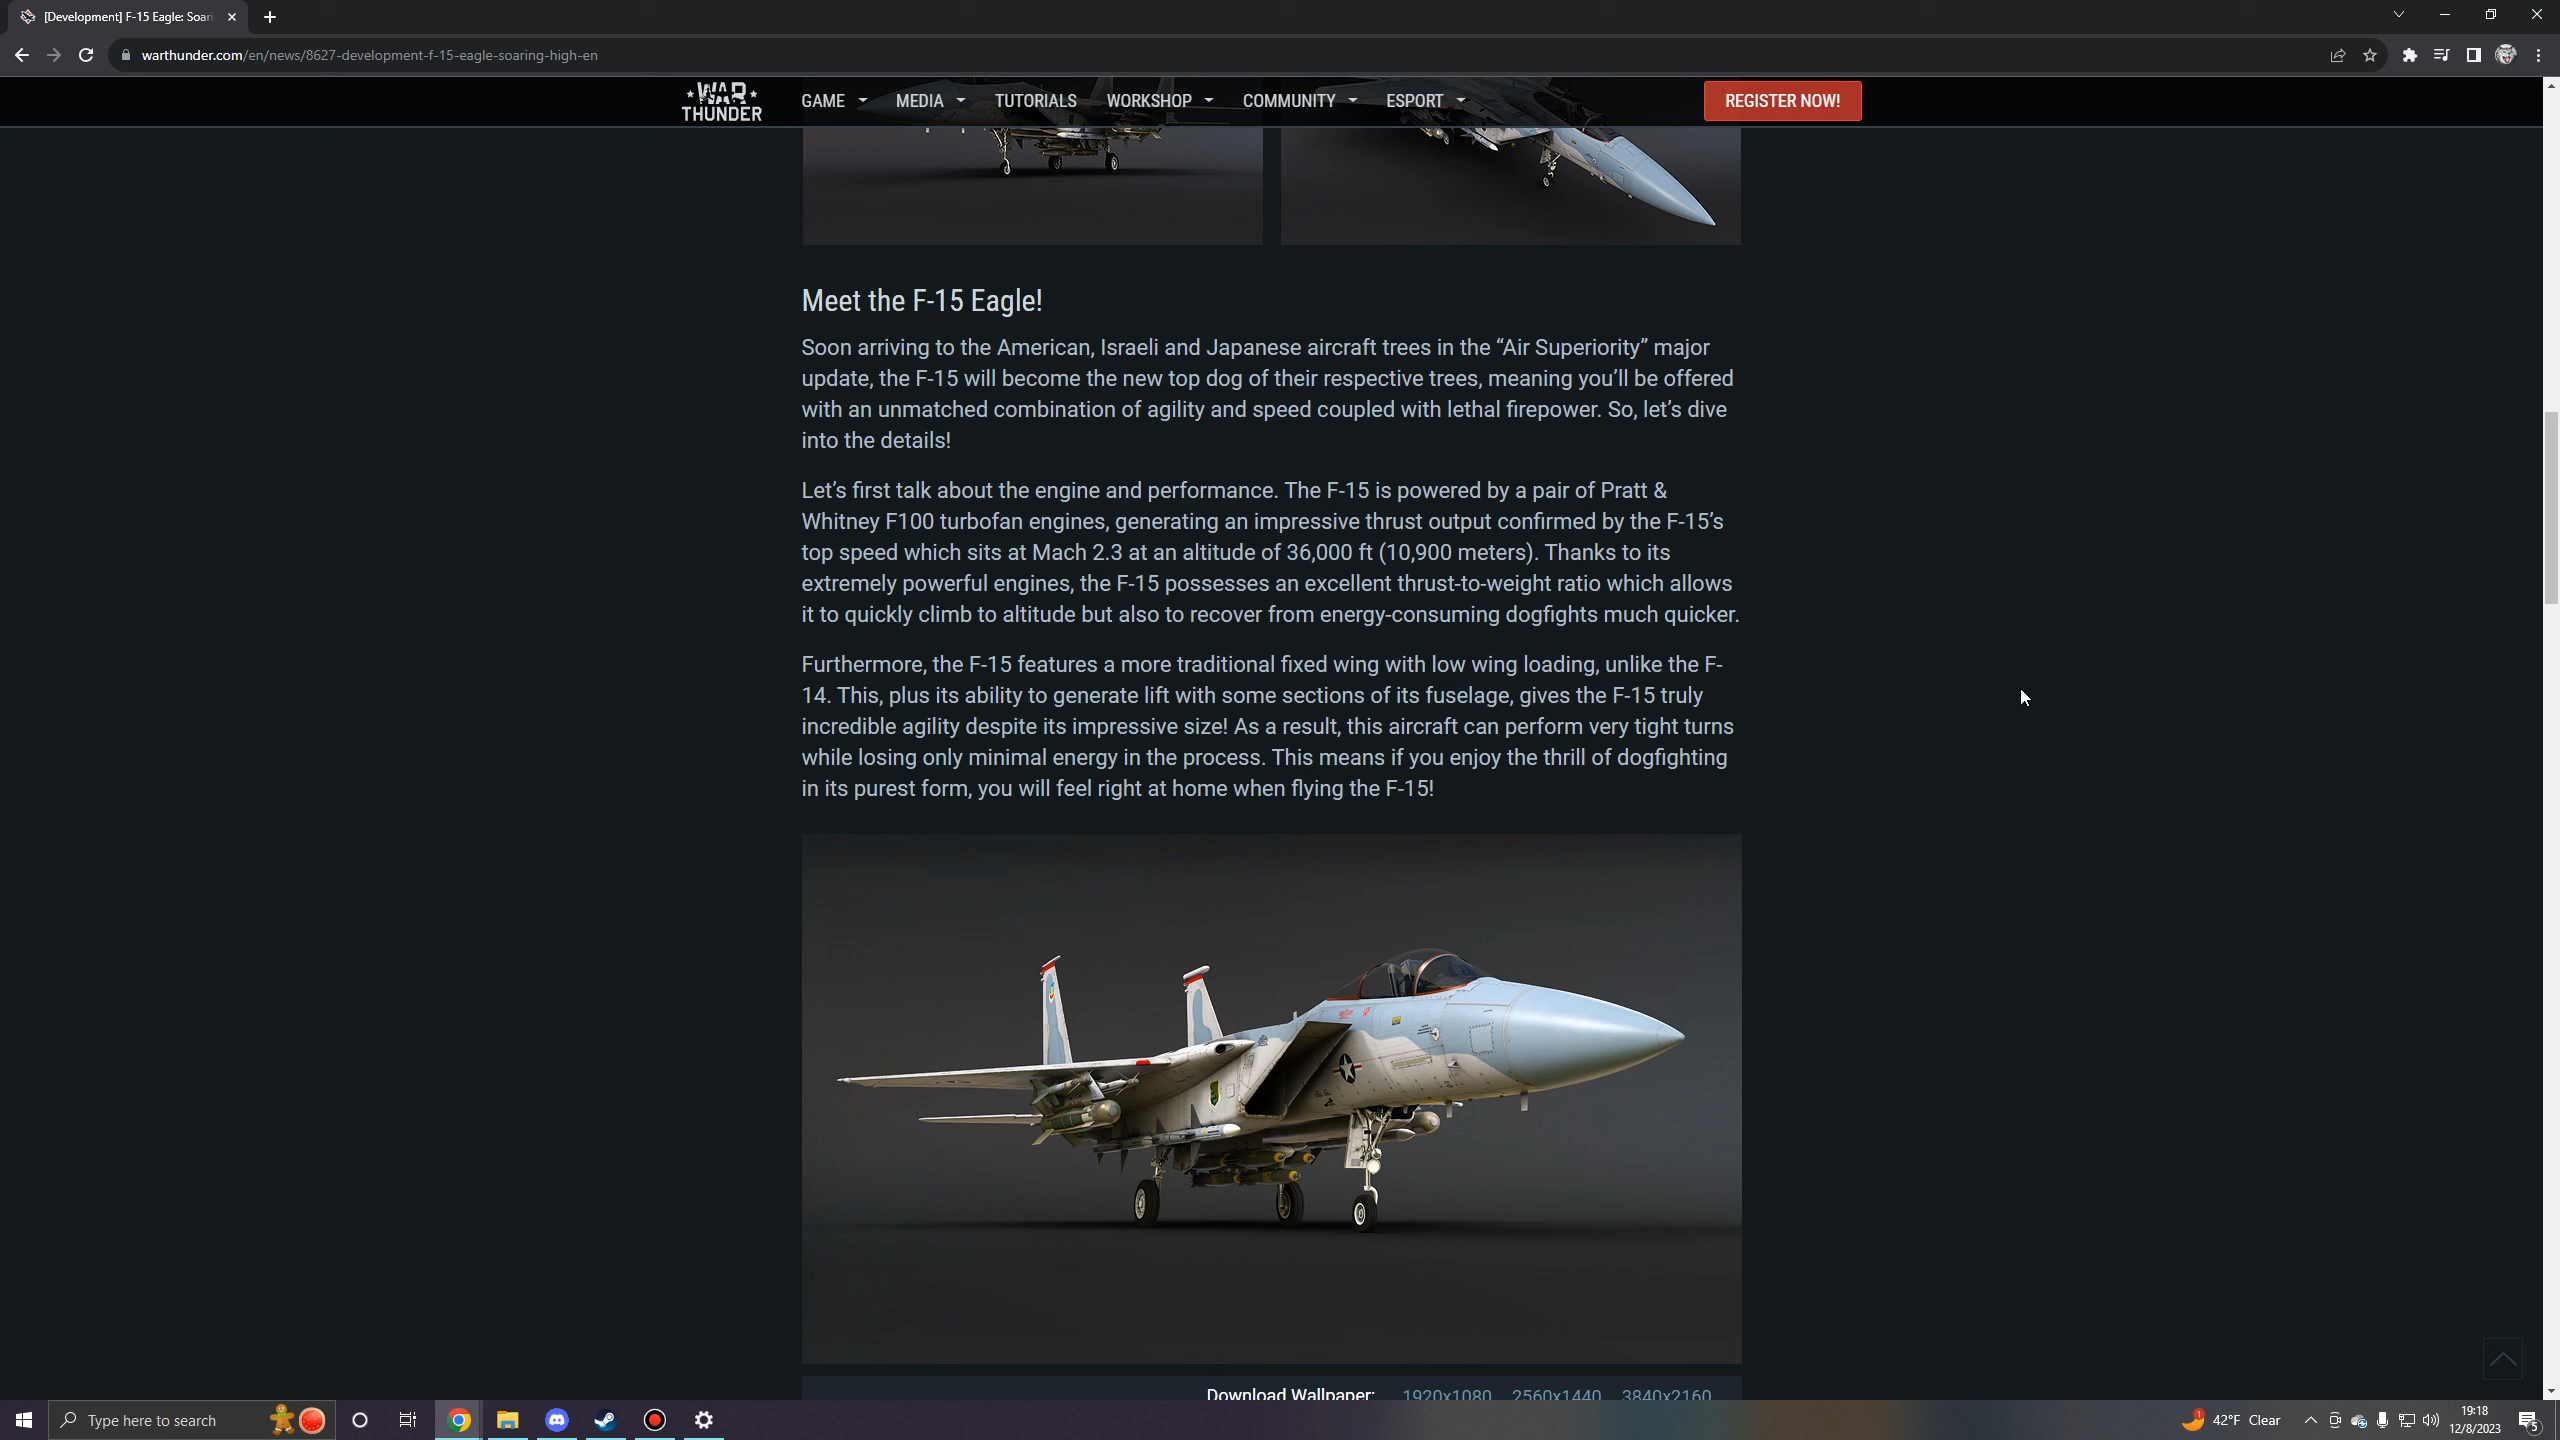 [Development] F-15 Eagle: Soari
warthunder.com/en/news/8627-development-f-15-eagle-soaring-high-en
WAR THUNDER
GAME MEDIA TUTORIALS WORKSHOP COMMUNITY ESPORT REGISTER NOW!
Meet the F-15 Eagle!
Soon arriving to the American, Israeli and Japanese aircraft trees in the “Air Superiority” major
update, the F-15 will become the new top dog of their respective trees, meaning you’ll be offered
with an unmatched combination of agility and speed coupled with lethal firepower. So, let’s dive
into the details!
Let’s first talk about the engine and performance. The F-15 is powered by a pair of Pratt &
Whitney F100 turbofan engines, generating an impressive thrust output confirmed by the F-15’s
top speed which sits at Mach 2.3 at an altitude of 36,000 ft (10,900 meters). Thanks to its
extremely powerful engines, the F-15 possesses an excellent thrust-to-weight ratio which allows
it to quickly climb to altitude but also to recover from energy-consuming dogfights much quicker.
Furthermore, the F-15 features a more traditional fixed wing with low wing loading, unlike the F-
14. This, plus its ability to generate lift with some sections of its fuselage, gives the F-15 truly
incredible agility despite its impressive size! As a result, this aircraft can perform very tight turns
while losing only minimal energy in the process. This means if you enjoy the thrill of dogfighting
in its purest form, you will feel right at home when flying the F-15!
Download Wallpaper: 1920x1080 2560x1440 3840x2160
Type here to search
1
42°F Clear
19:18
12/8/2023
5